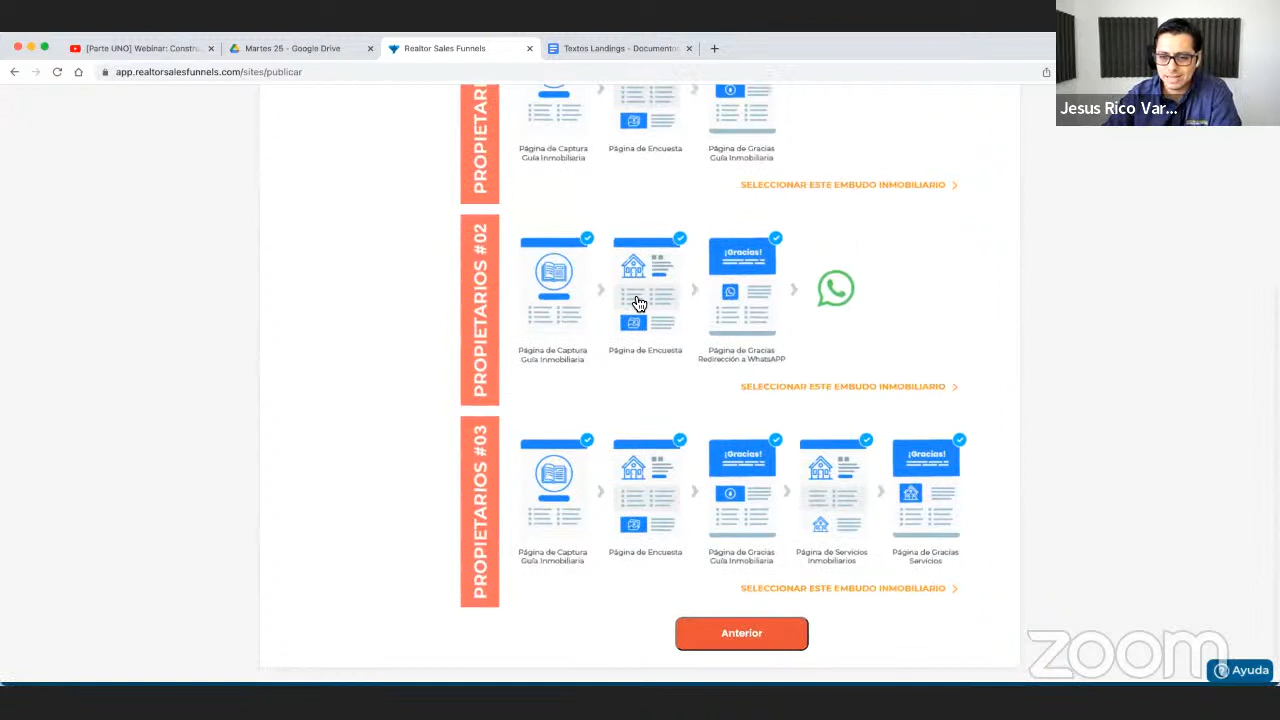 [Parte UNO] Webinar: Constru
Martes 25 - Google Drive
Realtor Sales Funnels
Textos Landings - Documento
app.realtorsalesfunnels.com/sites/publicar
Jesus Rico Var...
Página de Captura
Guía Inmobiliaria
Página de Encuesta
Página de Gracias
Guía Inmobiliaria
SELECCIONAR ESTE EMBUDO INMOBILIARIO
PROPIETARIOS #02
¡Gracias!
Página de Captura
Guía Inmobiliaria
Página de Encuesta
Página de Gracias
Redirección a WhatsAPP
SELECCIONAR ESTE EMBUDO INMOBILIARIO
PROPIETARIOS #03
¡Gracias!
¡Gracias!
Página de Captura
Guía Inmobiliaria
Página de Encuesta
Página de Gracias
Guía Inmobiliaria
Página de Servicios
Inmobiliarios
Página de Gracias
Servicios
SELECCIONAR ESTE EMBUDO INMOBILIARIO
Anterior
zoom
Ayuda